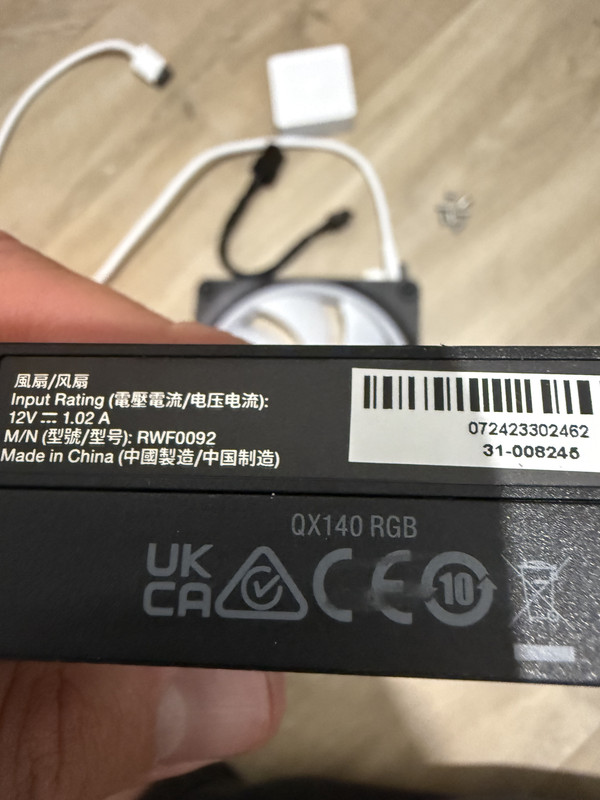 風扇/风扇
Input Rating (電壓電流/电压电流):
12V ⎓ 1.02 A
M/N (型號/型号): RWF0092
Made in China (中國製造/中国制造)
072423302462
31-008245
QX140 RGB
UK
CA
CE
10